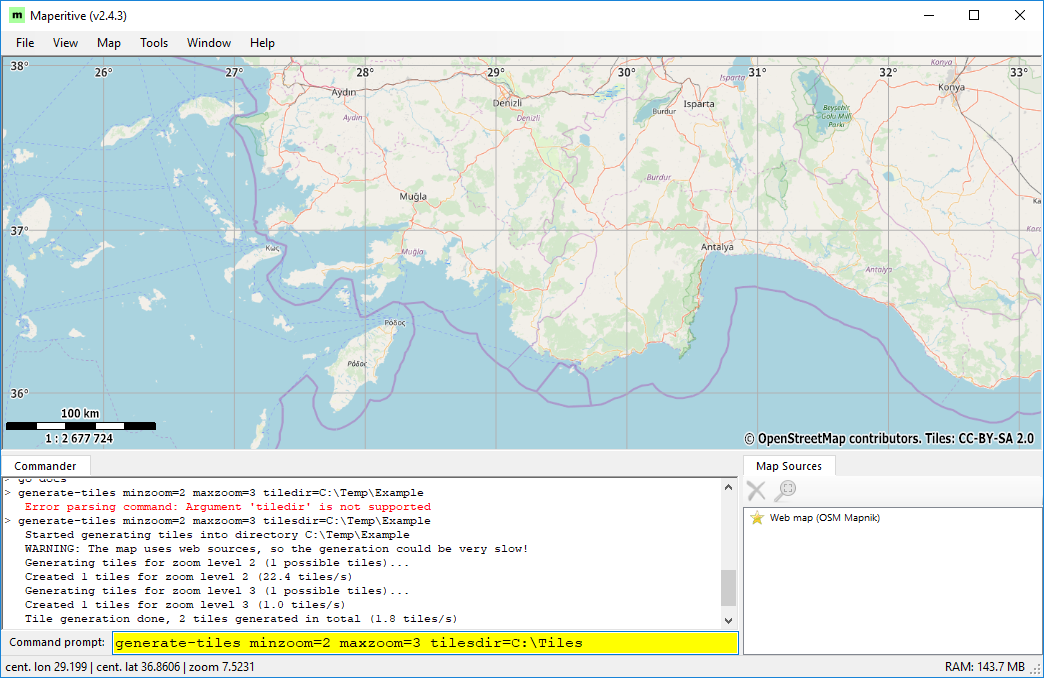 Maperitive (v2.4.3)
File View Map Tools Window Help
38° 26° 27° 28° 29° 30° 31° 32° 33°
Isparta
Konya
Aydın
Denizli
Isparta
Konya
Burdur
Beyşehir
Gölü Milli
Parkı
Aydın
Denizli
Burdur
Muğla
37°
Antalya
Κως
Muğla
Antalya
Ρόδος
Ρόδος
36°
100 km
1 : 2 677 724
© OpenStreetMap contributors. Tiles: CC-BY-SA 2.0
Commander
> go docs
> generate-tiles minzoom=2 maxzoom=3 tiledir=C:\Temp\Example
Error parsing command: Argument 'tiledir' is not supported
> generate-tiles minzoom=2 maxzoom=3 tilesdir=C:\Temp\Example
Started generating tiles into directory C:\Temp\Example
WARNING: The map uses web sources, so the generation could be very slow!
Generating tiles for zoom level 2 (1 possible tiles)...
Created 1 tiles for zoom level 2 (22.4 tiles/s)
Generating tiles for zoom level 3 (1 possible tiles)...
Created 1 tiles for zoom level 3 (1.0 tiles/s)
Tile generation done, 2 tiles generated in total (1.8 tiles/s)
Command prompt: generate-tiles minzoom=2 maxzoom=3 tilesdir=C:\Tiles
Map Sources
Web map (OSM Mapnik)
cent. lon 29.199 | cent. lat 36.8606 | zoom 7.5231
RAM: 143.7 MB